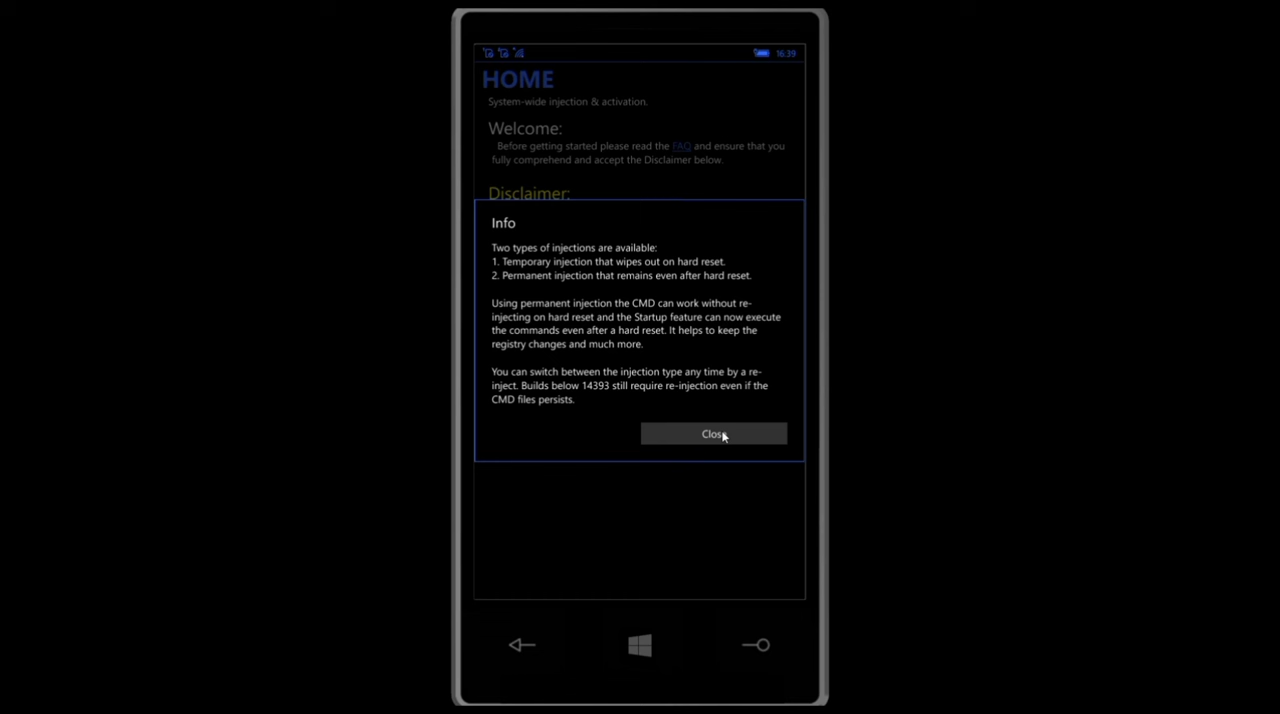 16:39
HOME
System-wide injection & activation.
Welcome:
Before getting started please read the FAQ and ensure that you
fully comprehend and accept the Disclaimer below.
Disclaimer:
Info
Two types of injections are available:
1. Temporary injection that wipes out on hard reset.
2. Permanent injection that remains even after hard reset.
Using permanent injection the CMD can work without re-
injecting on hard reset and the Startup feature can now execute
the commands even after a hard reset. It helps to keep the
registry changes and much more.
You can switch between the injection type any time by a re-
inject. Builds below 14393 still require re-injection even if the
CMD files persists.
Close